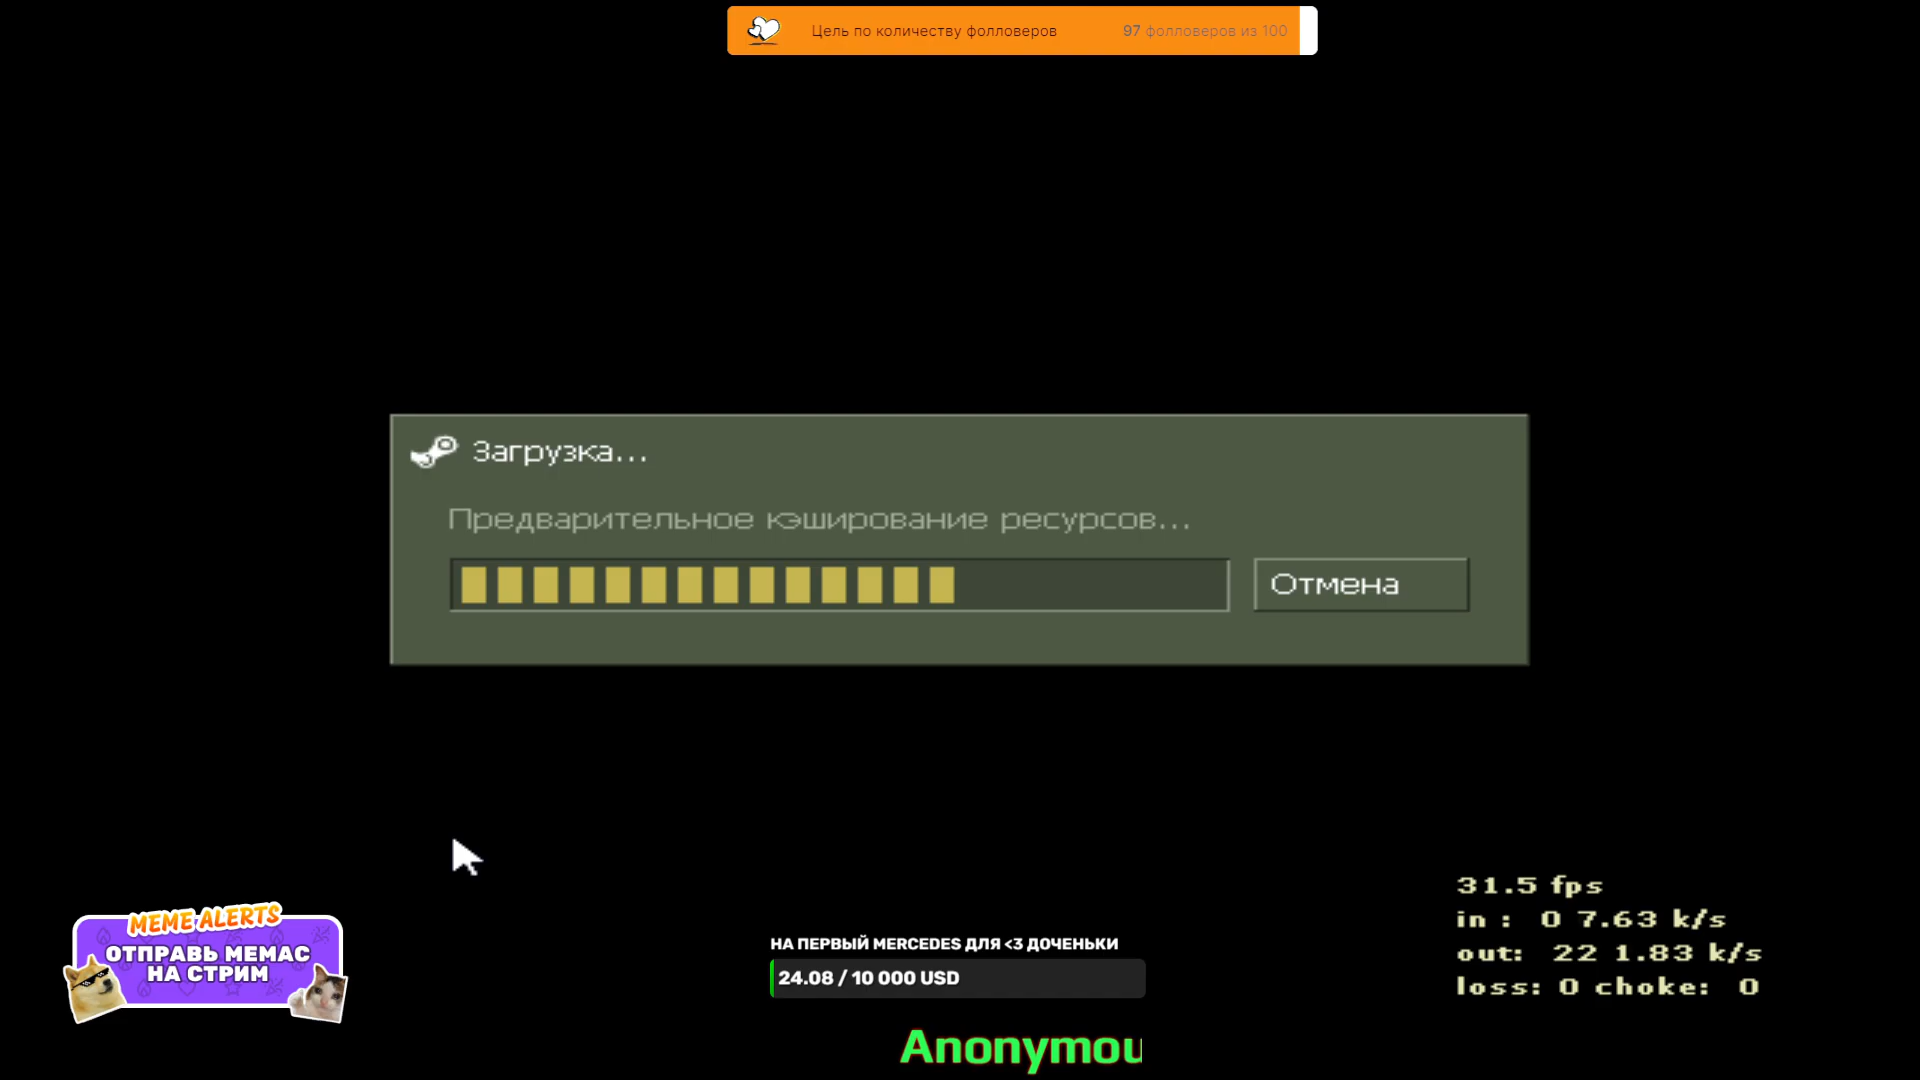 Цель по количеству фолловеров 97 фолловеров из 100
Загрузка...
Предварительное кэширование ресурсов...
Отмена
31.5 fps
in : 0 7.63 k/s
out: 22 1.83 k/s
loss: 0 choke: 0
MEME ALERTS
ОТПРАВЬ МЕМАС
НА СТРИМ
НА ПЕРВЫЙ MERCEDES ДЛЯ <3 ДОЧЕНЬКИ
24.08 / 10 000 USD
Anonymou